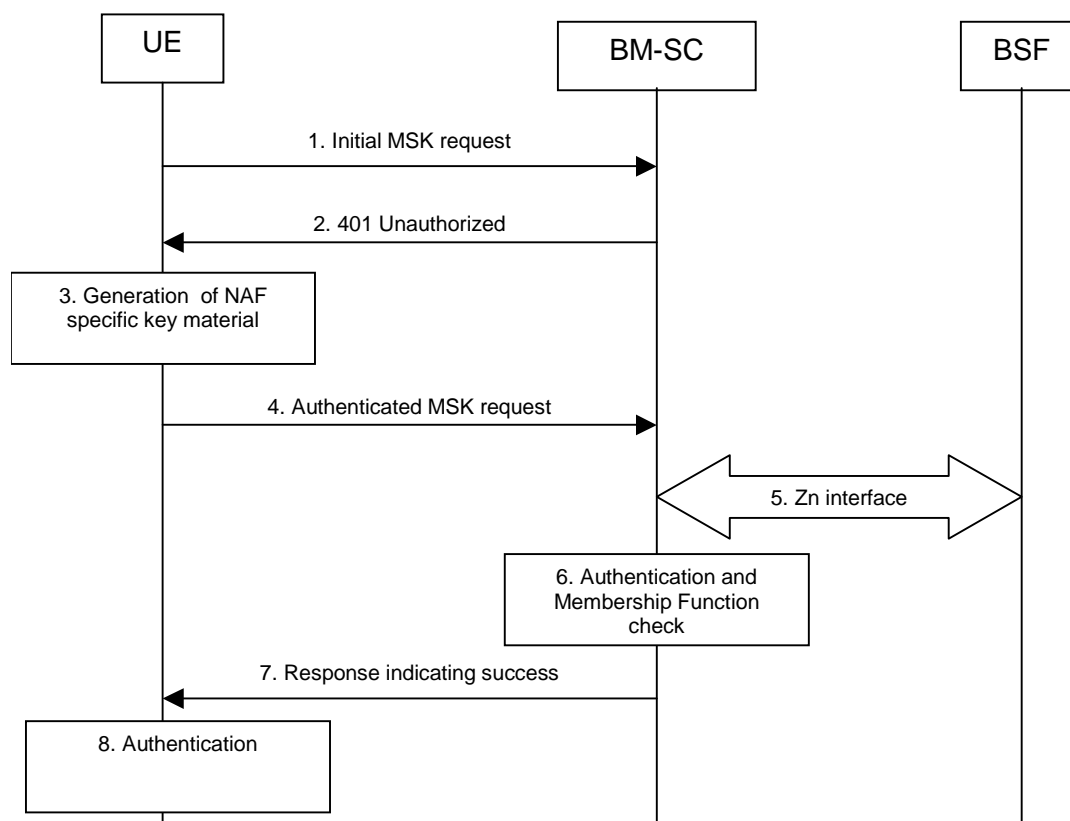 UE
BM-SC
BSF
1. Initial MSK request
2. 401 Unauthorized
3. Generation of NAF
specific key material
4. Authenticated MSK request
5. Zn interface
6. Authentication and
Membership Function
check
7. Response indicating success
8. Authentication